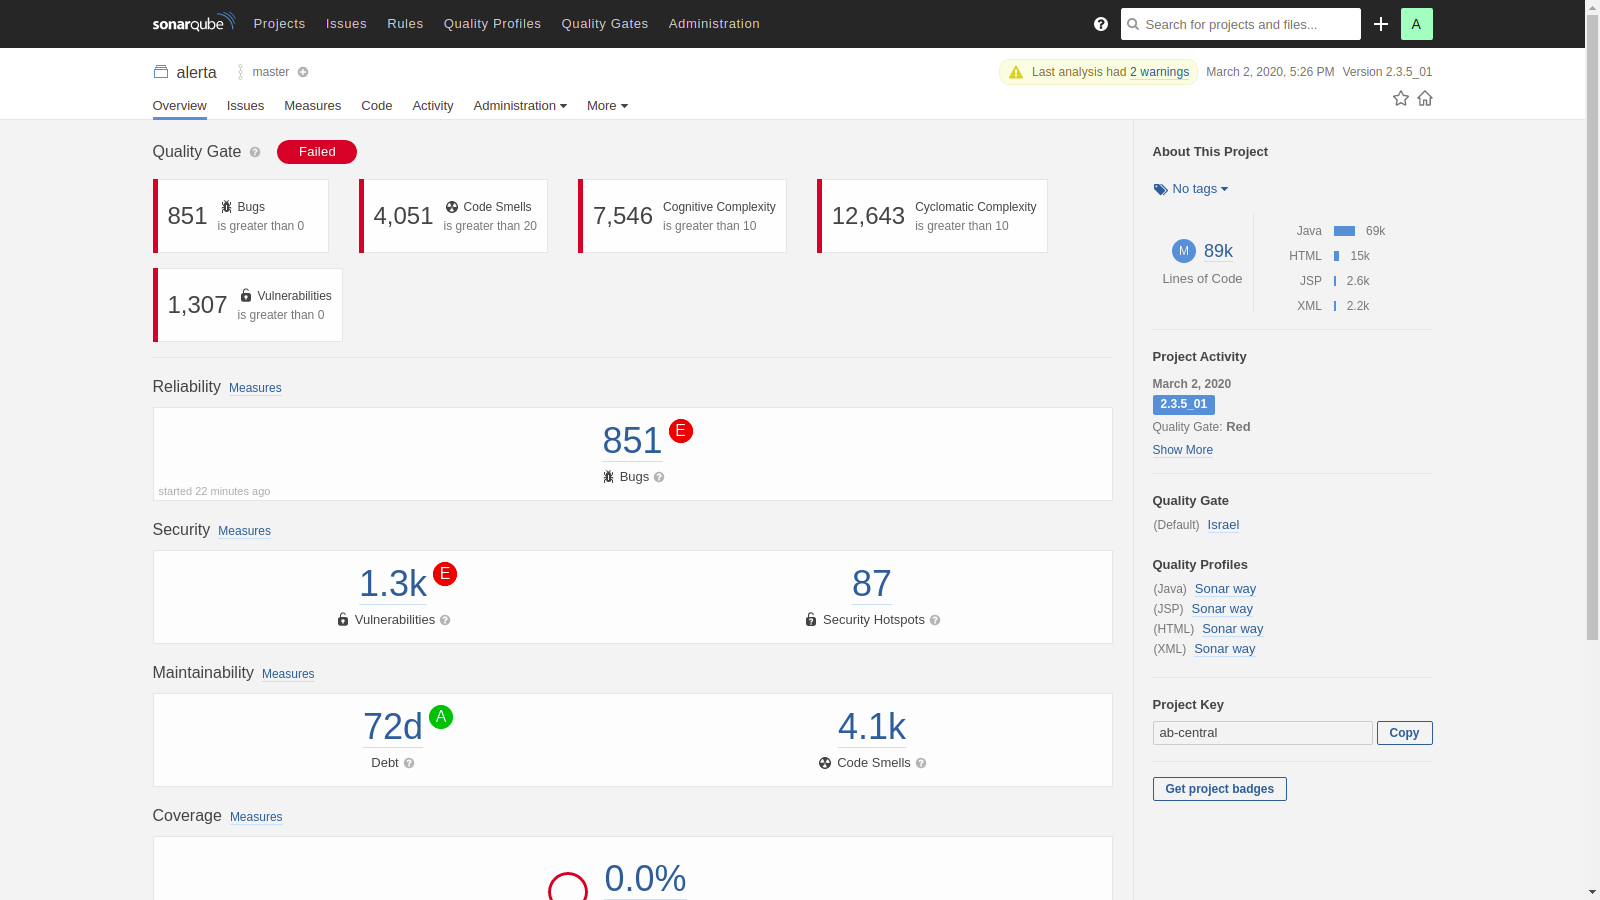 sonarqube Projects Issues Rules Quality Profiles Quality Gates Administration Search for projects and files... A
alerta master Last analysis had 2 warnings March 2, 2020, 5:26 PM Version 2.3.5_01
Overview Issues Measures Code Activity Administration More
Quality Gate Failed
851 Bugs
is greater than 0
4,051 Code Smells
is greater than 20
7,546 Cognitive Complexity
is greater than 10
12,643 Cyclomatic Complexity
is greater than 10
1,307 Vulnerabilities
is greater than 0
Reliability Measures
851 E
Bugs
started 22 minutes ago
Security Measures
1.3k E
Vulnerabilities
87
Security Hotspots
Maintainability Measures
72d A
Debt
4.1k
Code Smells
Coverage Measures
0.0%
About This Project
No tags
M 89k
Lines of Code
Java 69k
HTML 15k
JSP 2.6k
XML 2.2k
Project Activity
March 2, 2020
2.3.5_01
Quality Gate: Red
Show More
Quality Gate
(Default) Israel
Quality Profiles
(Java) Sonar way
(JSP) Sonar way
(HTML) Sonar way
(XML) Sonar way
Project Key
ab-central Copy
Get project badges